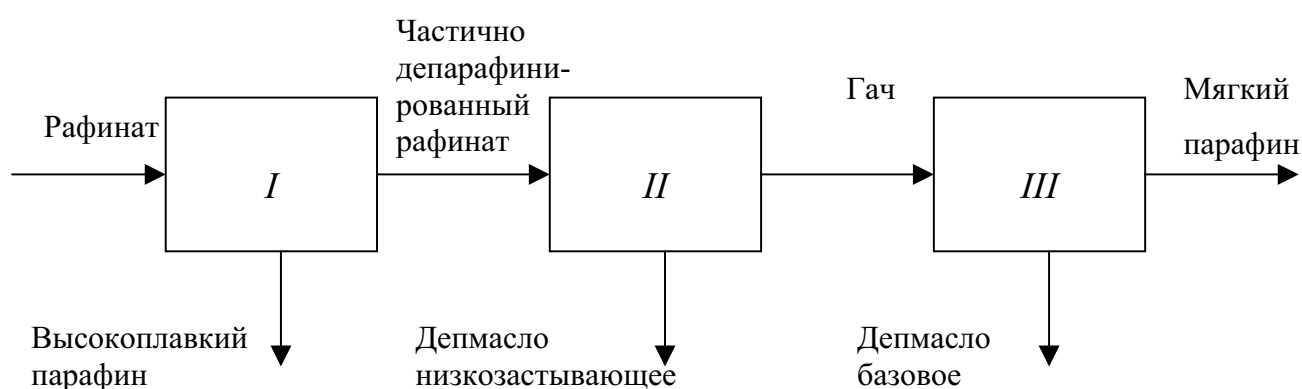 Рафинат
I
Высокоплавкий
парафин
Частично
депарафини-
рованный
рафинат
II
Депмасло
низкозастывающее
Гач
III
Депмасло
базовое
Мягкий
парафин